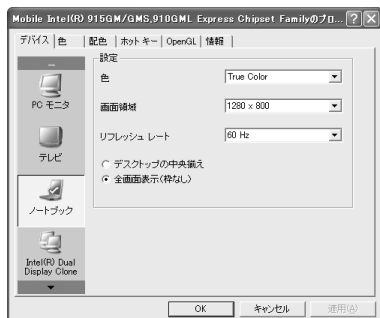 Mobile Intel(R) 915GM/GMS,910GML Express Chipset Familyのプロ...
デバイス 色 配色 ホット キー OpenGL 情報
設定
色 True Color
PC モニタ
画面領域 1280 x 800
リフレッシュ レート 60 Hz
テレビ
デスクトップの中央揃え
全画面表示(枠なし)
ノートブック
Intel(R) Dual
Display Clone
OK キャンセル 適用(A)